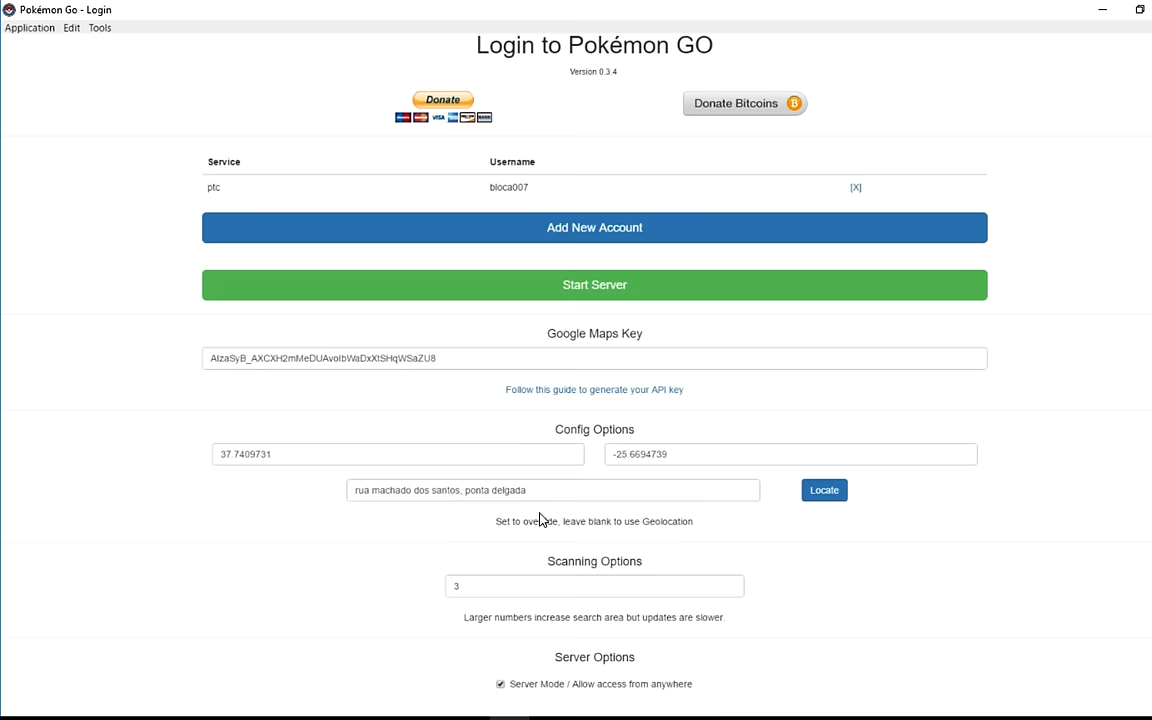 Pokémon Go - Login
Application Edit Tools
Login to Pokémon GO
Version 0.3.4
Donate
Donate Bitcoins
VISA
Service Username
ptc bloca007 [X]
Add New Account
Start Server
Google Maps Key
AIzaSyB_AXCXH2mMeDUAvoIbWaDxXtSHqWSaZU8
Follow this guide to generate your API key
Config Options
37.7409731 -25.6694739
rua machado dos santos, ponta delgada Locate
Set to override, leave blank to use Geolocation
Scanning Options
3
Larger numbers increase search area but updates are slower.
Server Options
Server Mode / Allow access from anywhere